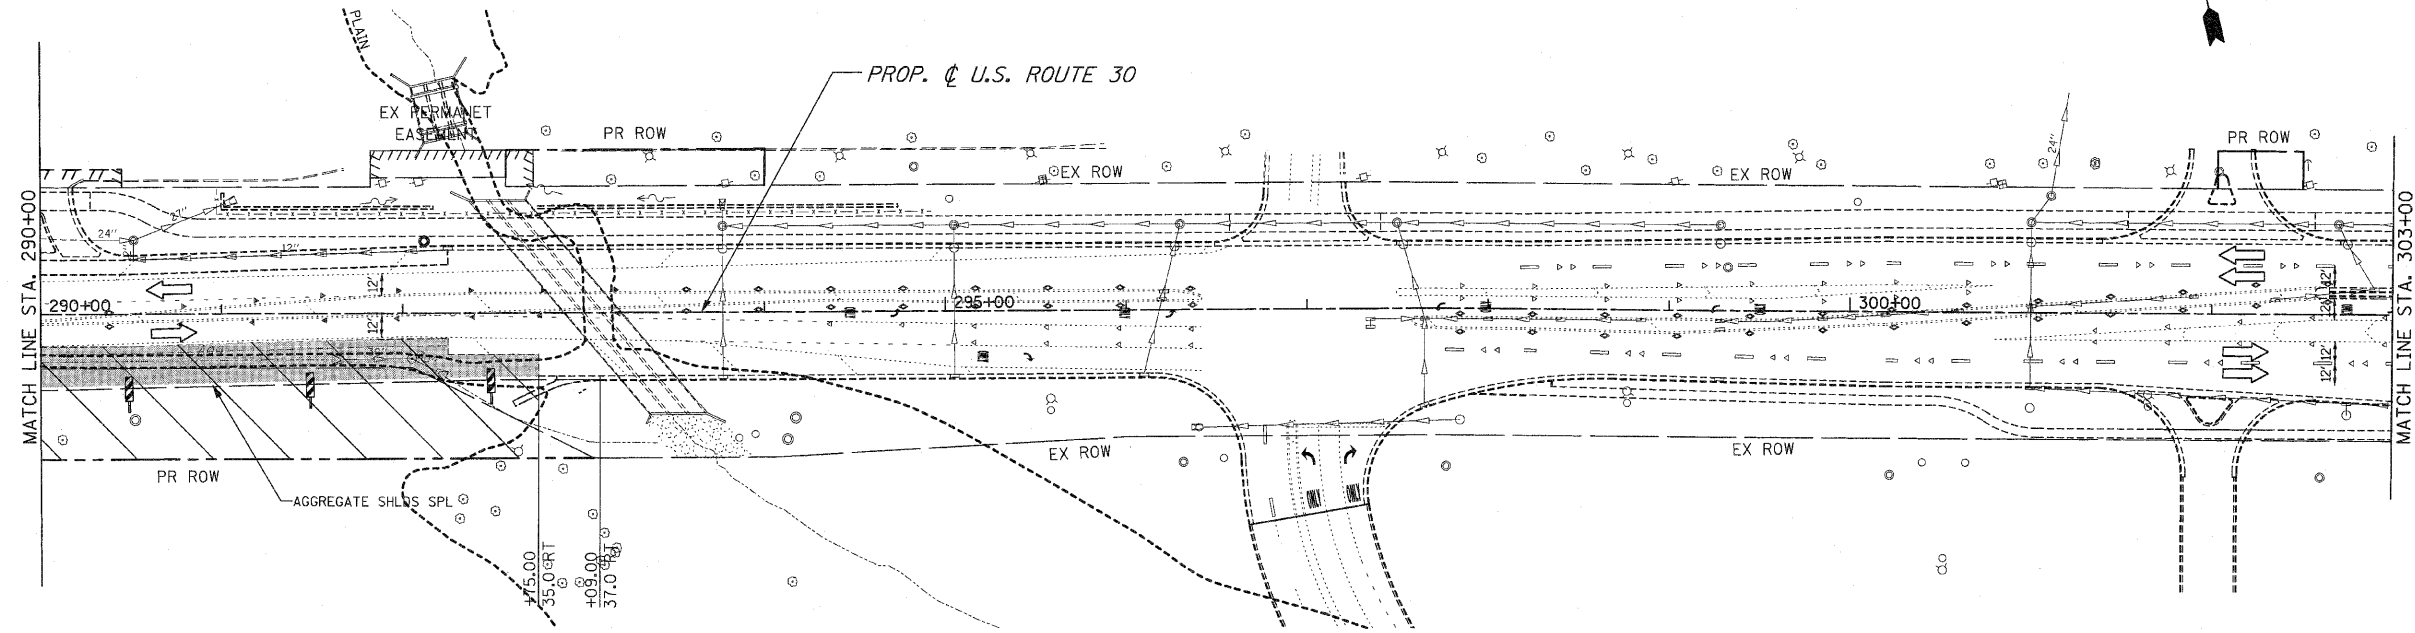 PLAIN
PROP. ℄ U.S. ROUTE 30
EX PERMANET
EASEMENT
PR ROW
EX ROW
EX ROW
PR ROW
24"
MATCH LINE STA. 290+00
27"
24"
12"
12'
12'
290+00
295+00
300+00
12'
20'
12'
12'
MATCH LINE STA. 303+00
PR ROW
AGGREGATE SHLDS SPL
EX ROW
EX ROW
+75.00
35.0 RT
+09.00
37.0 RT